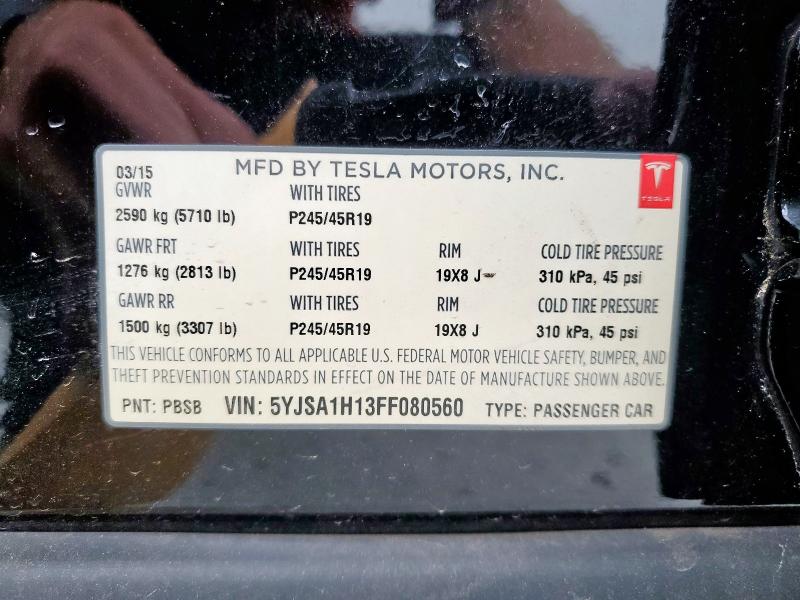 03/15 MFD BY TESLA MOTORS, INC.
TESLA
GVWR WITH TIRES
2590 kg (5710 lb) P245/45R19
GAWR FRT WITH TIRES RIM COLD TIRE PRESSURE
1276 kg (2813 lb) P245/45R19 19X8 J 310 kPa, 45 psi
GAWR RR WITH TIRES RIM COLD TIRE PRESSURE
1500 kg (3307 lb) P245/45R19 19X8 J 310 kPa, 45 psi
THIS VEHICLE CONFORMS TO ALL APPLICABLE U.S. FEDERAL MOTOR VEHICLE SAFETY, BUMPER, AND
THEFT PREVENTION STANDARDS IN EFFECT ON THE DATE OF MANUFACTURE SHOWN ABOVE.
PNT: PBSB VIN: 5YJSA1H13FF080560 TYPE: PASSENGER CAR